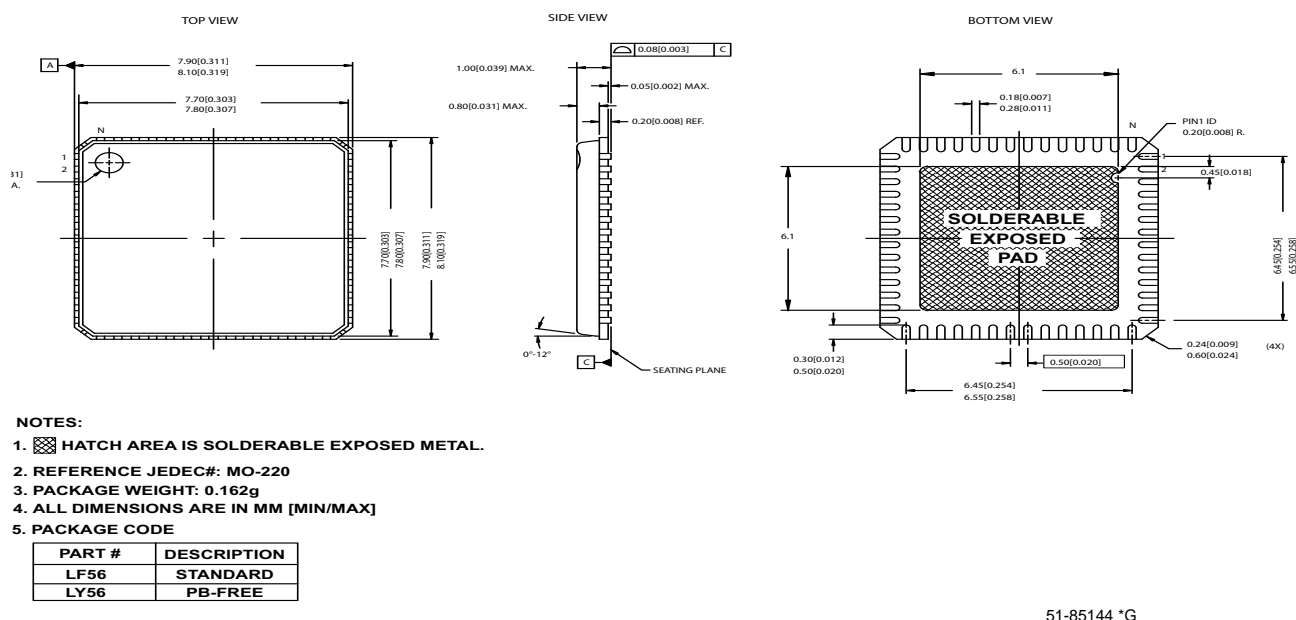 TOP VIEW
SIDE VIEW
BOTTOM VIEW
A
7.90[0.311]
8.10[0.319]
7.70[0.303]
7.80[0.307]
N
1
2
31]
A.
7.70[0.303]
7.80[0.307]
7.90[0.311]
8.10[0.319]
0.08[0.003] C
1.00[0.039] MAX.
0.05[0.002] MAX.
0.80[0.031] MAX.
0.20[0.008] REF.
0°-12°
C
SEATING PLANE
6.1
0.18[0.007]
0.28[0.011]
N
PIN1 ID
0.20[0.008] R.
1
2
0.45[0.018]
SOLDERABLE
EXPOSED
PAD
6.1
6.45[0.254]
6.55[0.258]
0.30[0.012]
0.50[0.020]
0.50[0.020]
0.24[0.009]
0.60[0.024]
(4X)
6.45[0.254]
6.55[0.258]
NOTES:
1. HATCH AREA IS SOLDERABLE EXPOSED METAL.
2. REFERENCE JEDEC#: MO-220
3. PACKAGE WEIGHT: 0.162g
4. ALL DIMENSIONS ARE IN MM [MIN/MAX]
5. PACKAGE CODE
PART # DESCRIPTION
LF56 STANDARD
LY56 PB-FREE
51-85144 *G